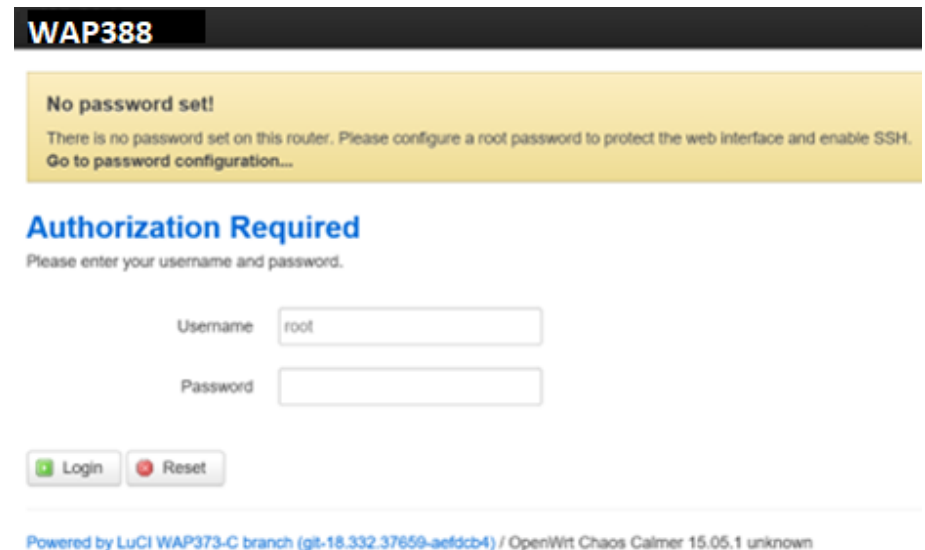 WAP388
No password set!
There is no password set on this router. Please configure a root password to protect the web interface and enable SSH.
Go to password configuration...
Authorization Required
Please enter your username and password.
Username root
Password
Login Reset
Powered by LuCI WAP373-C branch (git-18.332.37659-aefdcb4) / OpenWrt Chaos Calmer 15.05.1 unknown